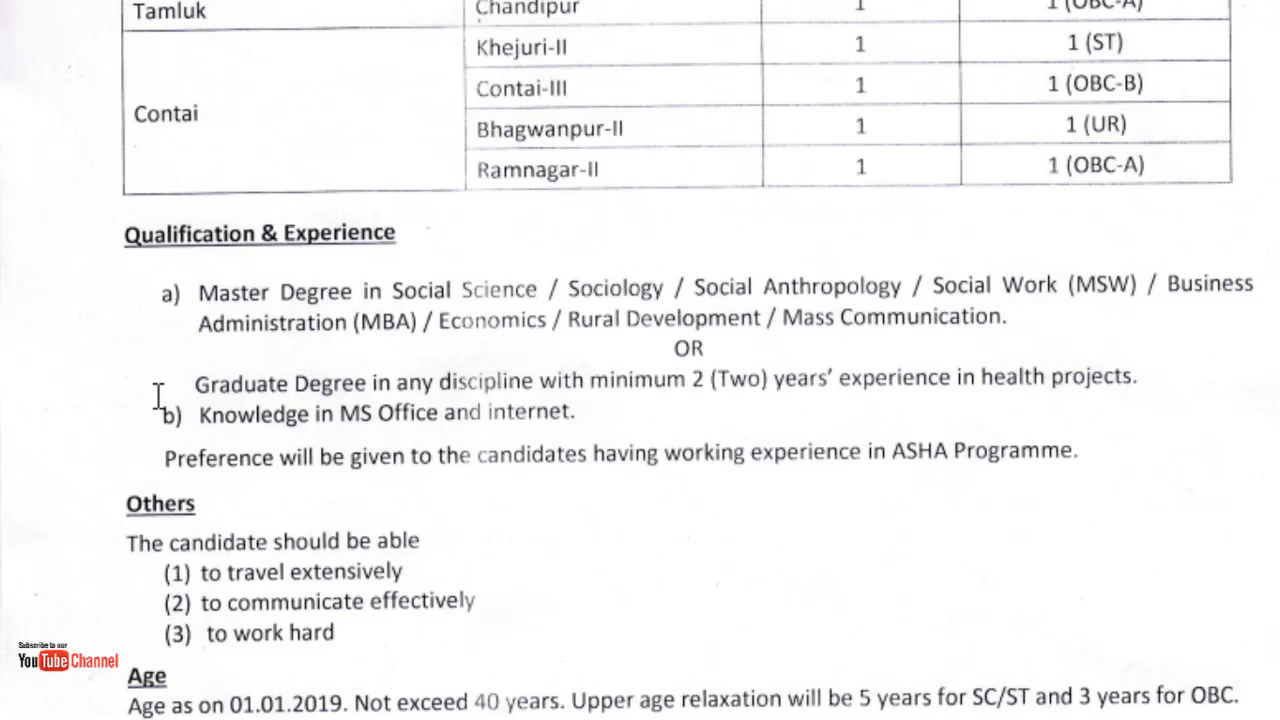 Tamluk Chandipur 1 1 (OBC-A)
Contai
Khejuri-II 1 1 (ST)
Contai-III 1 1 (OBC-B)
Bhagwanpur-II 1 1 (UR)
Ramnagar-II 1 1 (OBC-A)
Qualification & Experience
a) Master Degree in Social Science / Sociology / Social Anthropology / Social Work (MSW) / Business
Administration (MBA) / Economics / Rural Development / Mass Communication.
OR
Graduate Degree in any discipline with minimum 2 (Two) years' experience in health projects.
b) Knowledge in MS Office and internet.
Preference will be given to the candidates having working experience in ASHA Programme.
Others
The candidate should be able
(1) to travel extensively
(2) to communicate effectively
(3) to work hard
Subscribe to our
YouTube Channel
Age
Age as on 01.01.2019. Not exceed 40 years. Upper age relaxation will be 5 years for SC/ST and 3 years for OBC.